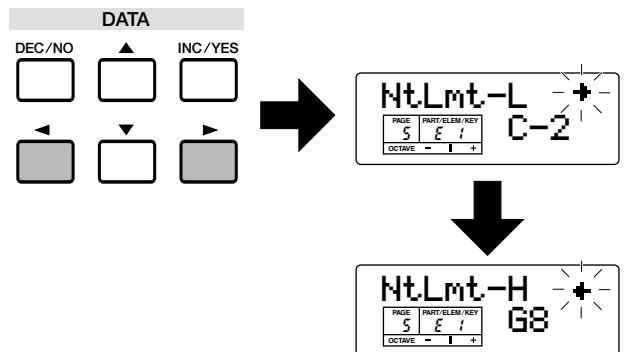 DATA
DEC/NO ▲ INC/YES
◄ ▼ ►
NtLmt-L
C-2
PAGE PART/ELEM/KEY
5 E 1
OCTAVE – +
NtLmt-H
G8
PAGE PART/ELEM/KEY
5 E 1
OCTAVE – +